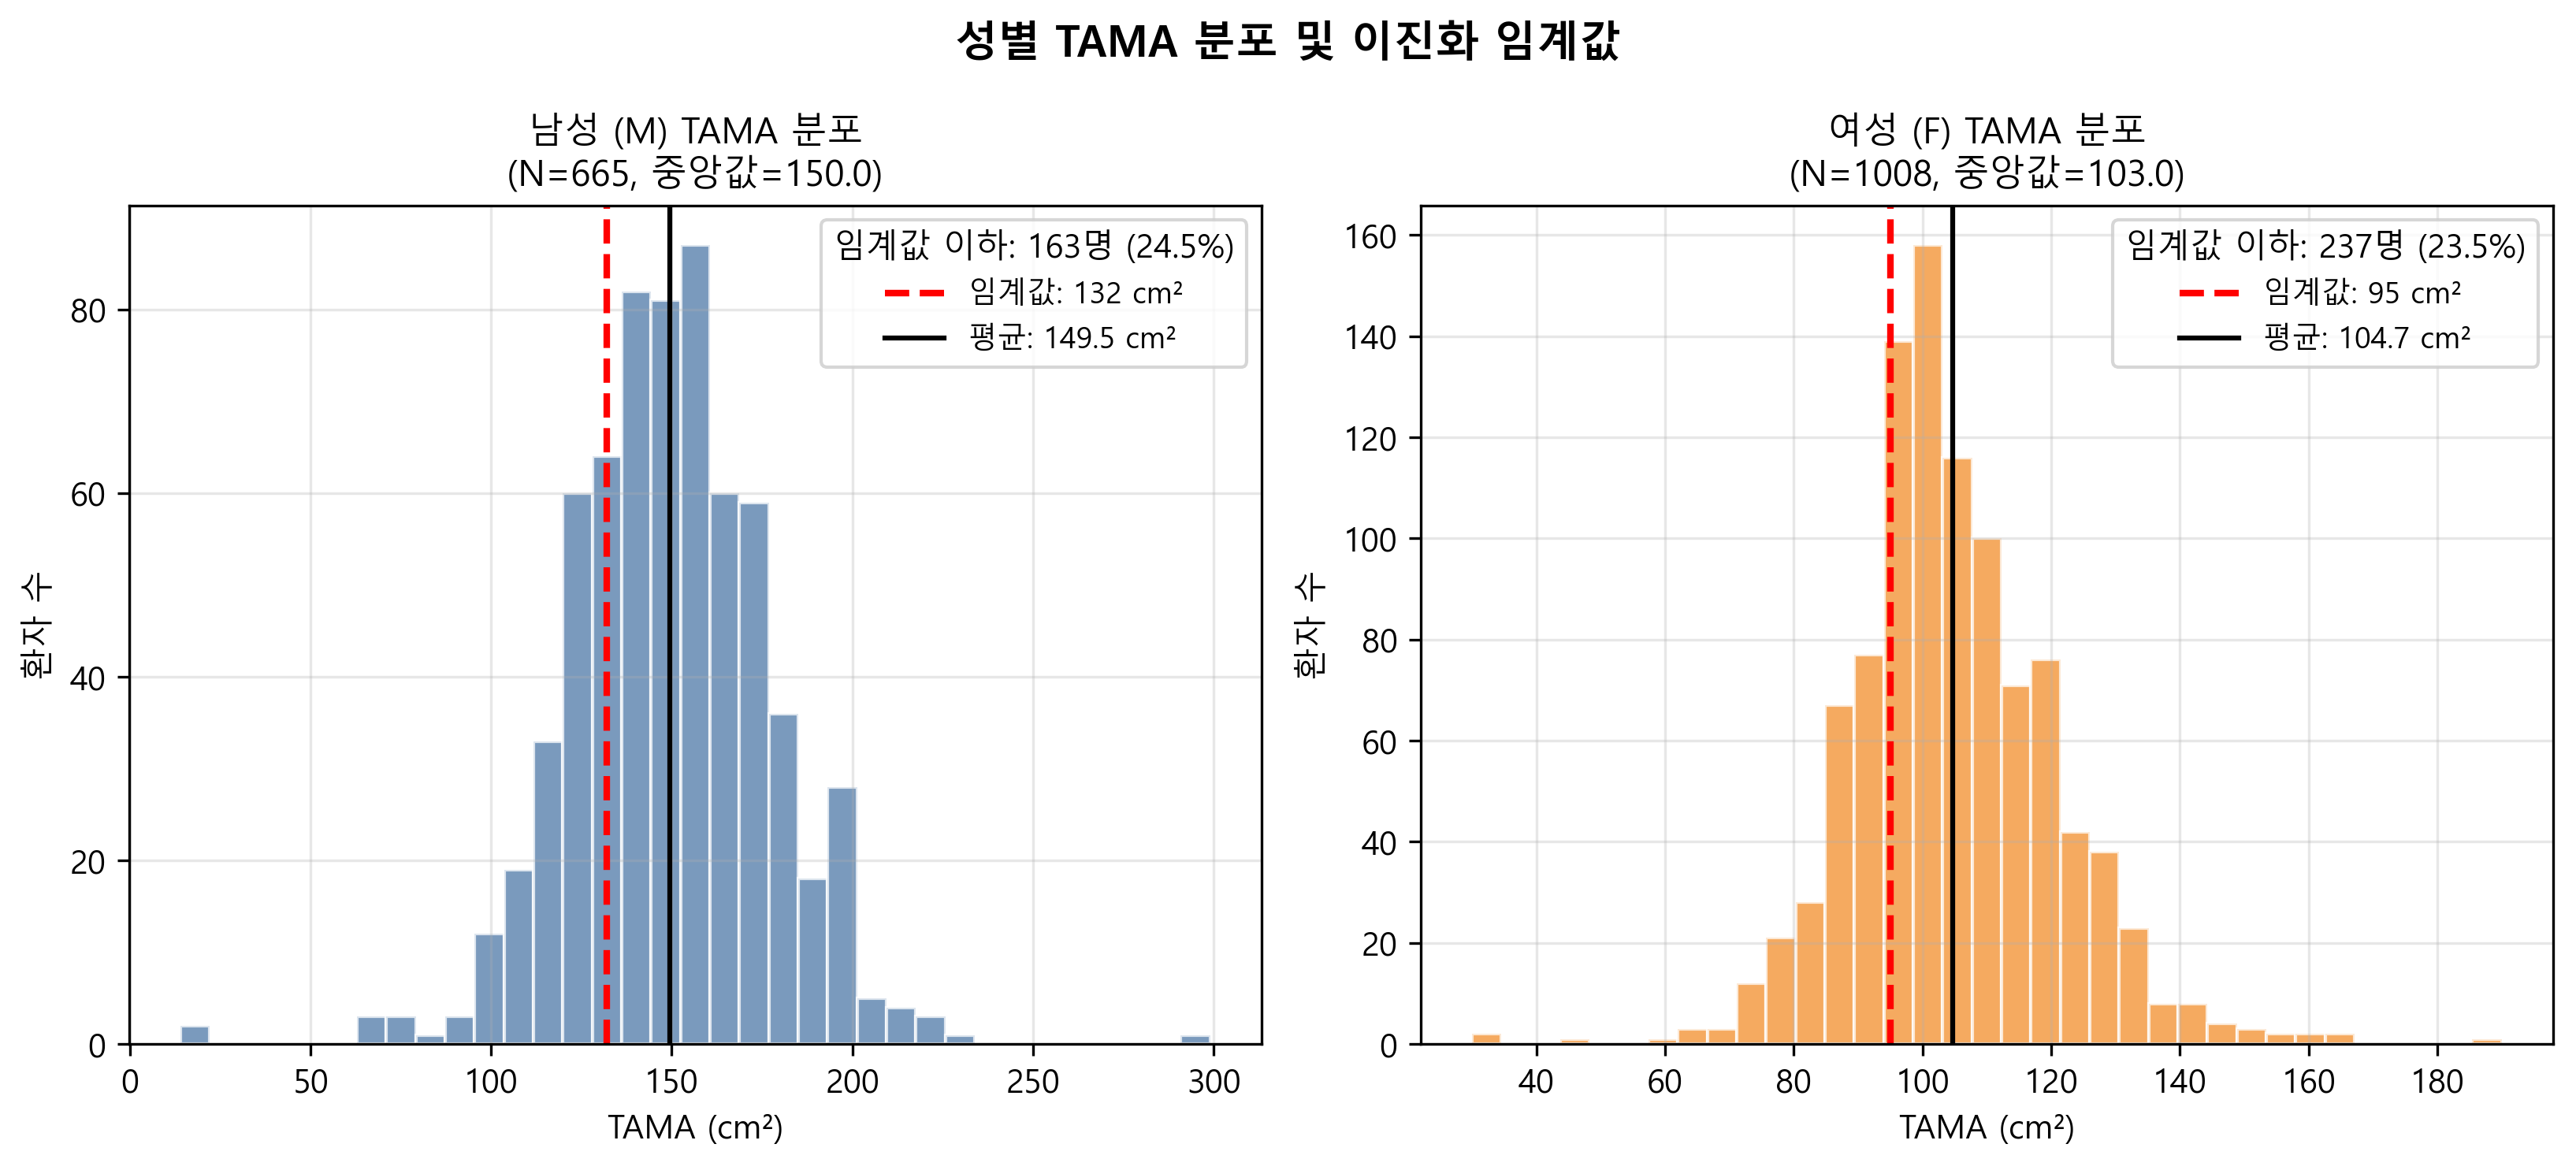 성별 TAMA 분포 및 이진화 임계값
남성 (M) TAMA 분포
(N=665, 중앙값=150.0)
임계값 이하: 163명 (24.5%)
임계값: 132 cm²
평균: 149.5 cm²
환자 수
80
60
40
20
0
0 50 100 150 200 250 300
TAMA (cm²)
여성 (F) TAMA 분포
(N=1008, 중앙값=103.0)
임계값 이하: 237명 (23.5%)
임계값: 95 cm²
평균: 104.7 cm²
환자 수
160
140
120
100
80
60
40
20
0
40 60 80 100 120 140 160 180
TAMA (cm²)